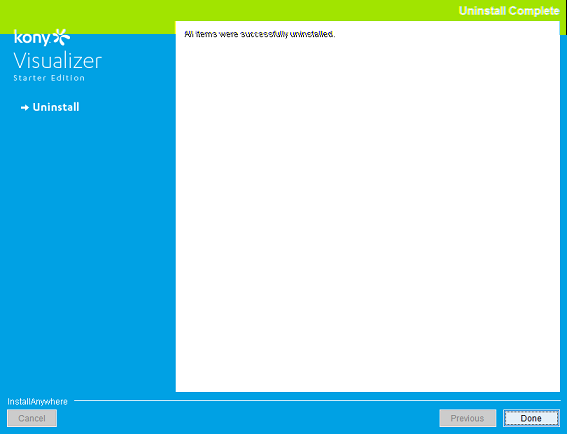 Uninstall Complete
kony
Visualizer
Starter Edition
Uninstall
All items were successfully uninstalled.
InstallAnywhere
Cancel
Previous
Done